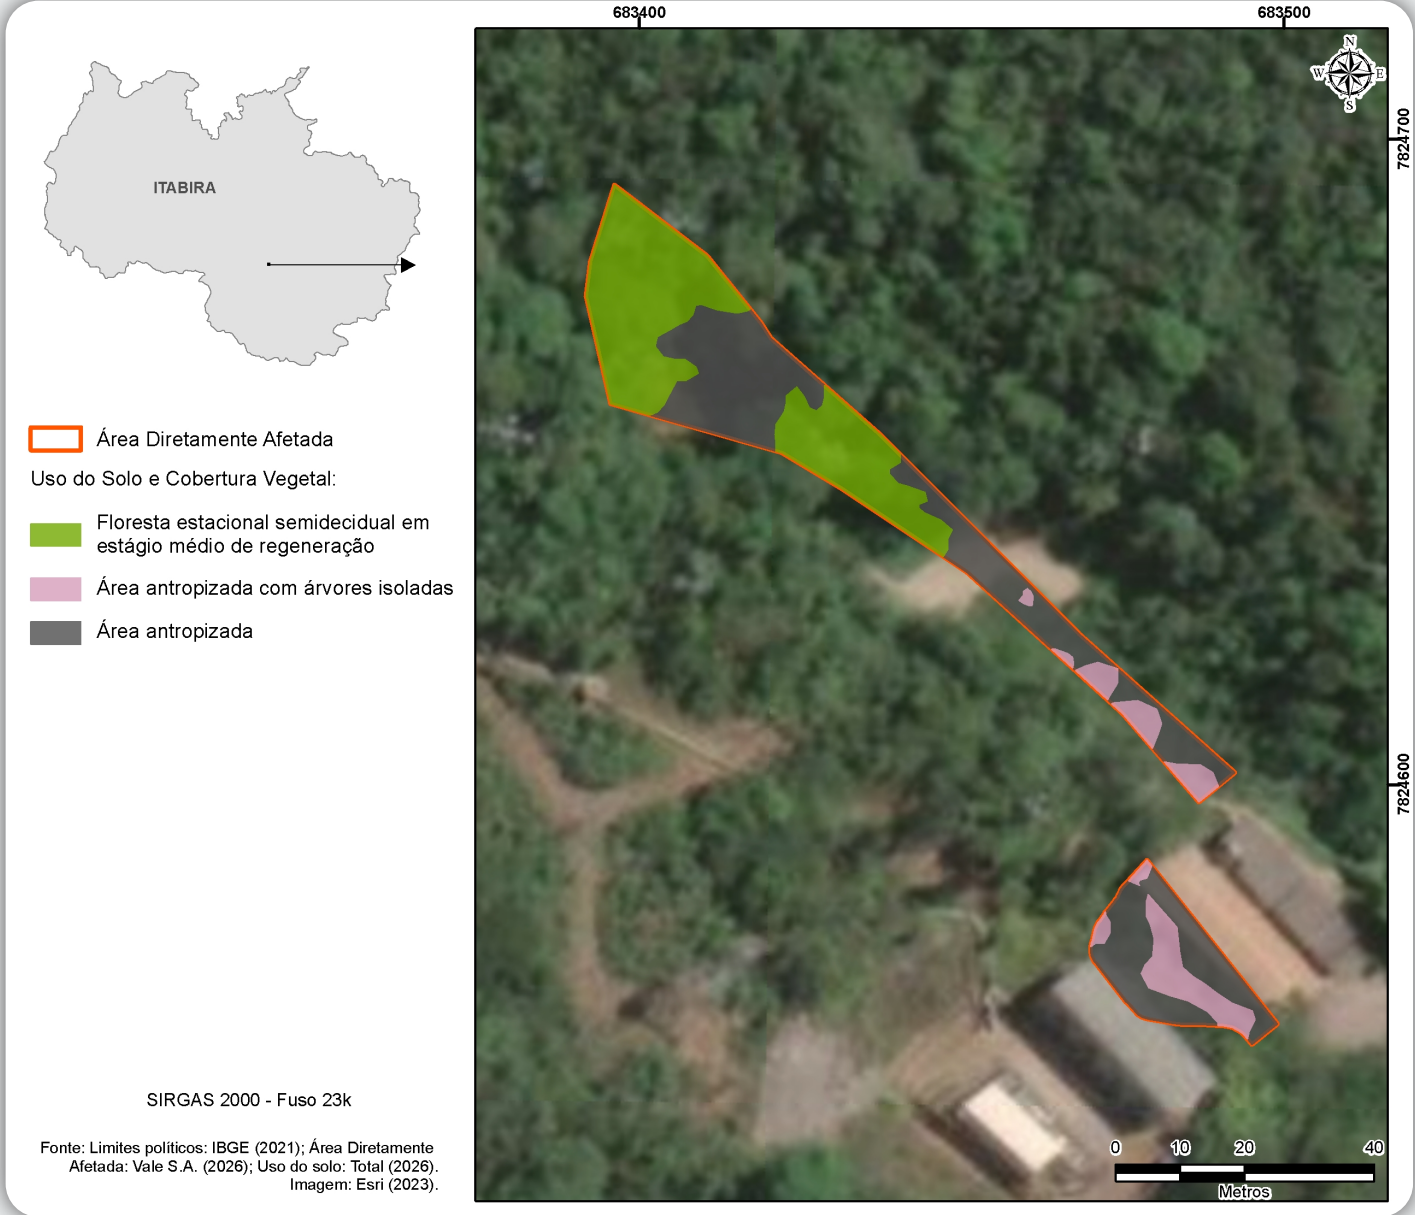 683400
683500
N
W
E
S
7824700
ITABIRA
Área Diretamente Afetada
Uso do Solo e Cobertura Vegetal:
Floresta estacional semidecidual em
estágio médio de regeneração
Área antropizada com árvores isoladas
Área antropizada
7824600
SIRGAS 2000 - Fuso 23k
Fonte: Limites políticos: IBGE (2021); Área Diretamente
Afetada: Vale S.A. (2026); Uso do solo: Total (2026).
Imagem: Esri (2023).
0 10 20 40
Metros